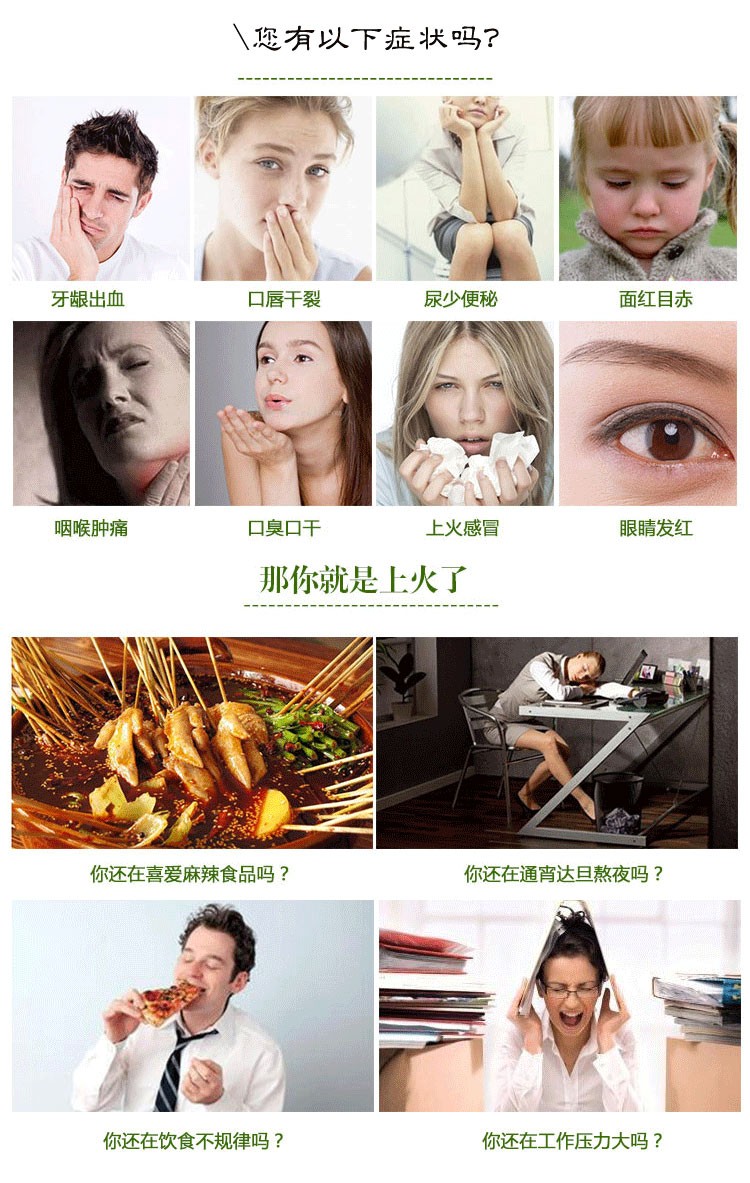 \您有以下症状吗?
牙龈出血
口唇干裂
尿少便秘
面红目赤
咽喉肿痛
口臭口干
上火感冒
眼睛发红
那你就是上火了
你还在喜爱麻辣食品吗?
你还在通宵达旦熬夜吗?
你还在饮食不规律吗?
你还在工作压力大吗?